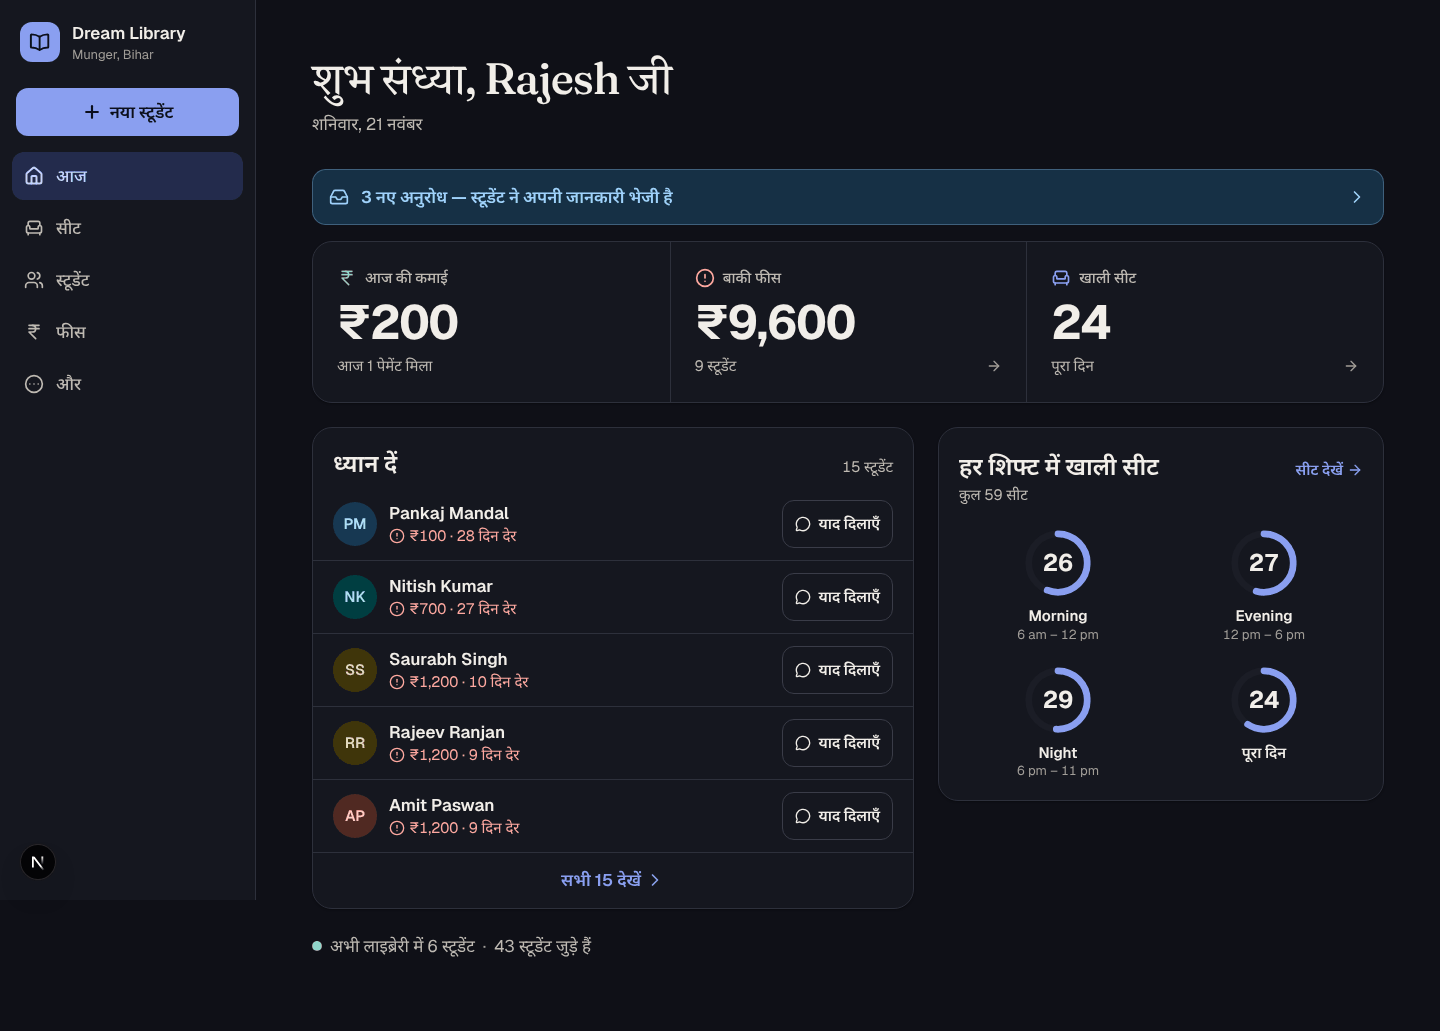 Dream Library
Munger, Bihar
नया स्टूडेंट
आज
सीट
स्टूडेंट
फीस
और
शुभ संध्या, Rajesh जी
शनिवार, 21 नवंबर
3 नए अनुरोध — स्टूडेंट ने अपनी जानकारी भेजी है
₹ आज की कमाई
₹200
आज 1 पेमेंट मिला
बाकी फीस
₹9,600
9 स्टूडेंट
खाली सीट
24
पूरा दिन
ध्यान दें
15 स्टूडेंट
PM
Pankaj Mandal
₹100 · 28 दिन देर
याद दिलाएँ
NK
Nitish Kumar
₹700 · 27 दिन देर
याद दिलाएँ
SS
Saurabh Singh
₹1,200 · 10 दिन देर
याद दिलाएँ
RR
Rajeev Ranjan
₹1,200 · 9 दिन देर
याद दिलाएँ
AP
Amit Paswan
₹1,200 · 9 दिन देर
याद दिलाएँ
सभी 15 देखें
हर शिफ्ट में खाली सीट
सीट देखें
कुल 59 सीट
26
Morning
6 am – 12 pm
27
Evening
12 pm – 6 pm
29
Night
6 pm – 11 pm
24
पूरा दिन
N
अभी लाइब्रेरी में 6 स्टूडेंट · 43 स्टूडेंट जुड़े हैं